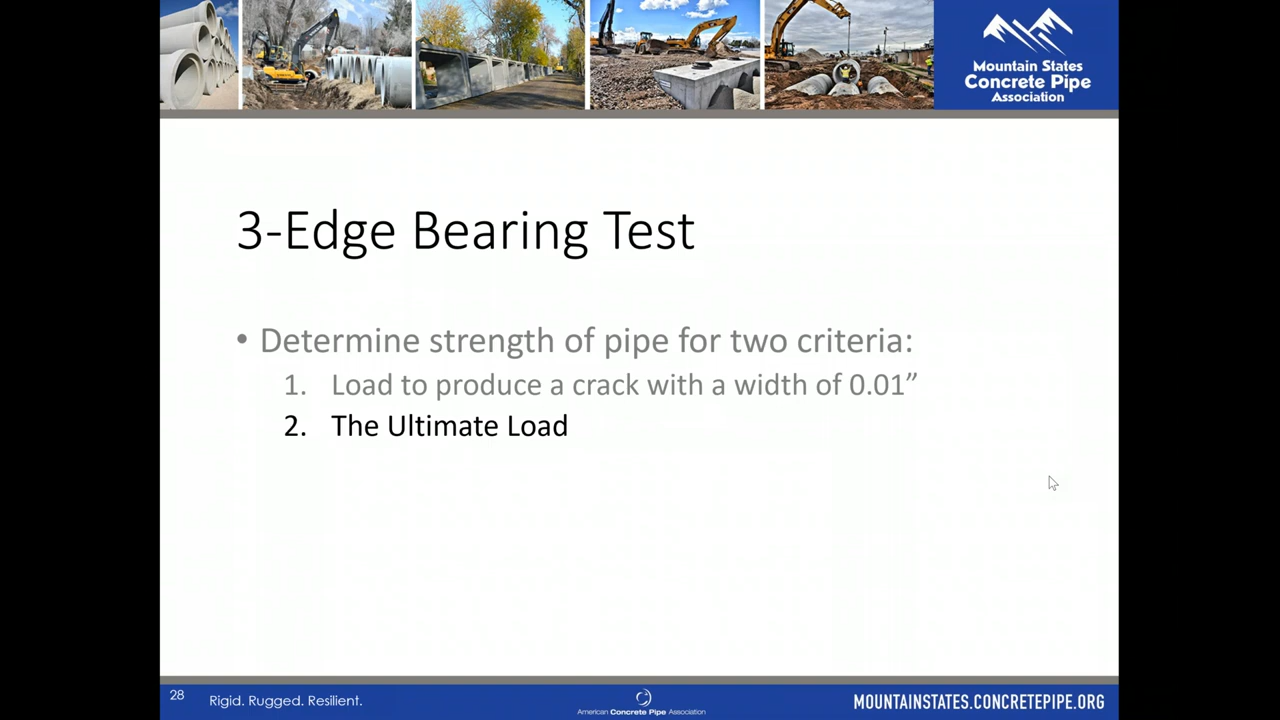 Mountain States
Concrete Pipe
Association
3-Edge Bearing Test
• Determine strength of pipe for two criteria:
1. Load to produce a crack with a width of 0.01”
2. The Ultimate Load
28
Rigid. Rugged. Resilient.
American Concrete Pipe Association
MOUNTAINSTATES.CONCRETEPIPE.ORG